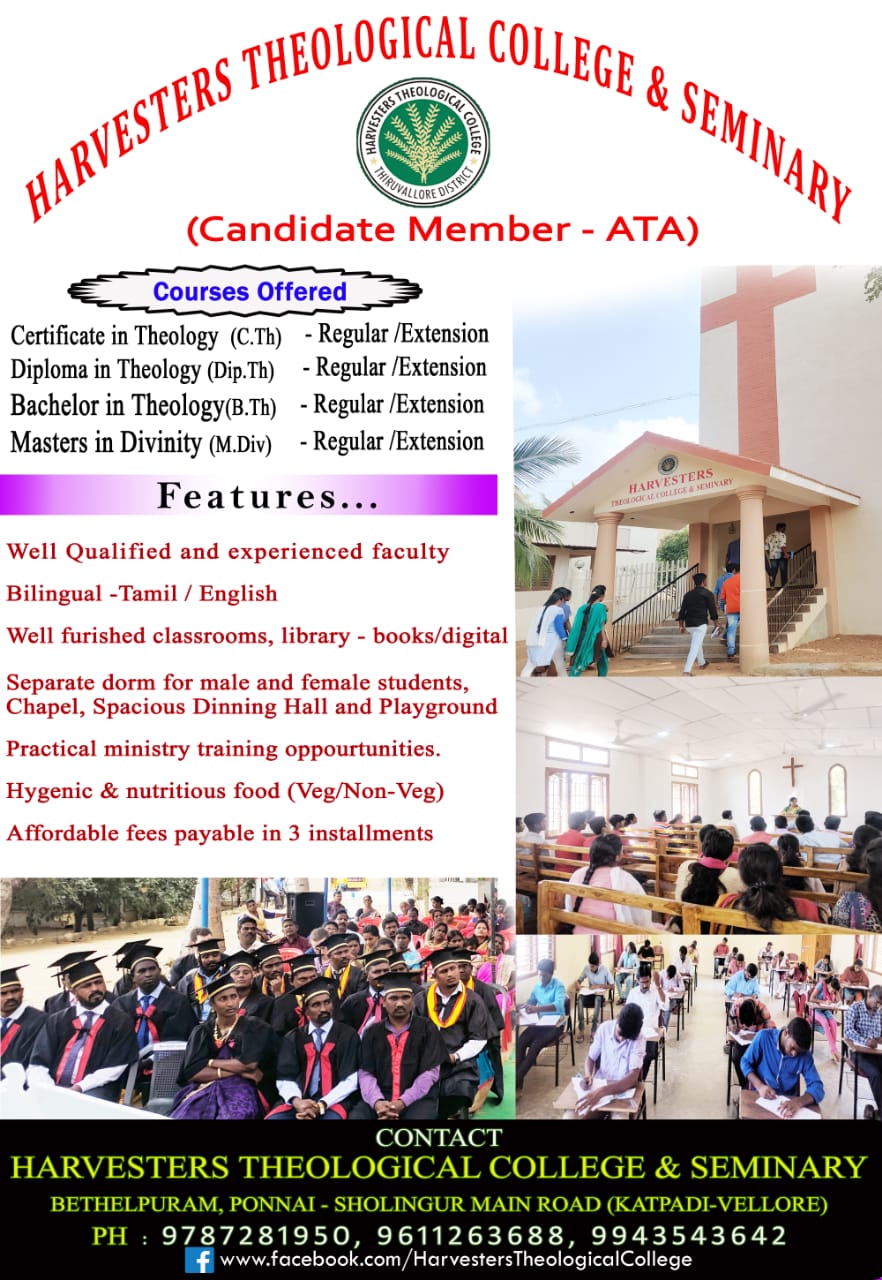 HARVESTERS THEOLOGICAL COLLEGE & SEMINARY
HARVESTERS THEOLOGICAL COLLEGE
THIRUVALLORE DISTRICT
(Candidate Member - ATA)
Courses Offered
Certificate in Theology (C.Th) - Regular /Extension
Diploma in Theology (Dip.Th) - Regular /Extension
Bachelor in Theology(B.Th) - Regular /Extension
Masters in Divinity (M.Div) - Regular /Extension
Features...
Well Qualified and experienced faculty
Bilingual -Tamil / English
Well furished classrooms, library - books/digital
Separate dorm for male and female students,
Chapel, Spacious Dinning Hall and Playground
Practical ministry training oppourtunities.
Hygenic & nutritious food (Veg/Non-Veg)
Affordable fees payable in 3 installments
HARVESTERS
THEOLOGICAL COLLEGE & SEMINARY
CONTACT
HARVESTERS THEOLOGICAL COLLEGE & SEMINARY
BETHELPURAM, PONNAI - SHOLINGUR MAIN ROAD (KATPADI-VELLORE)
PH : 9787281950, 9611263688, 9943543642
f www.facebook.com/HarvestersTheologicalCollege